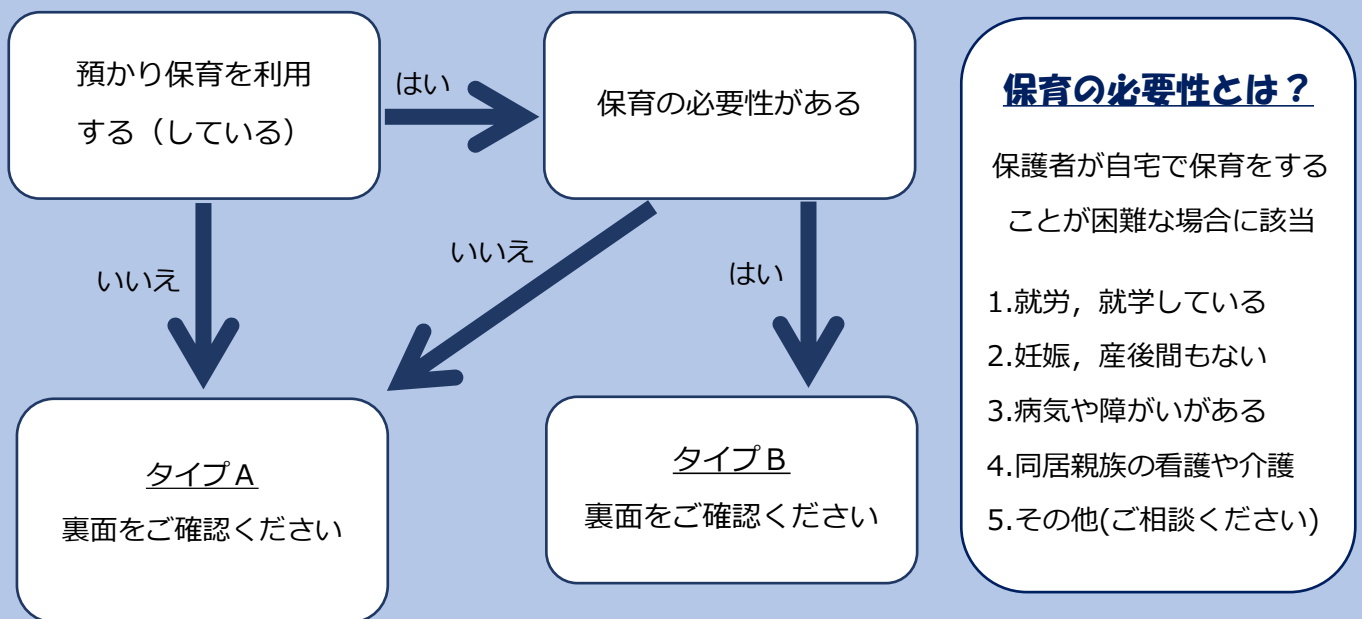 預かり保育を利用
する（している）
はい
保育の必要性がある
いいえ
いいえ
はい
タイプA
裏面をご確認ください
タイプB
裏面をご確認ください
保育の必要性とは？
保護者が自宅で保育をする
ことが困難な場合に該当
1.就労，就学している
2.妊娠，産後間もない
3.病気や障がいがある
4.同居親族の看護や介護
5.その他(ご相談ください)